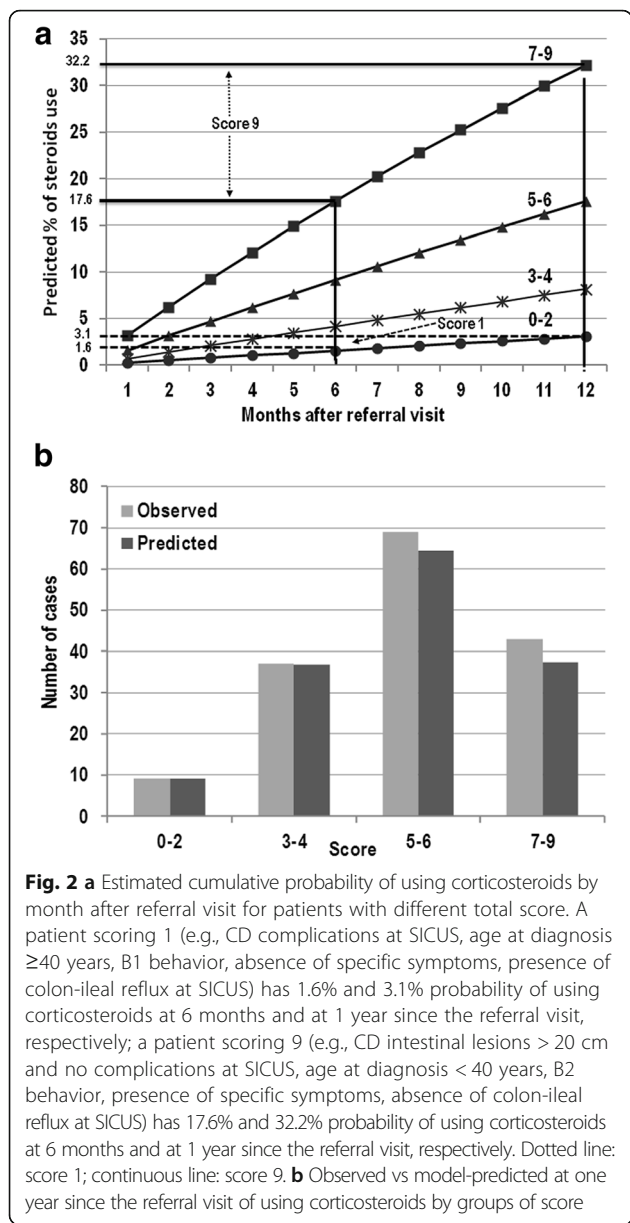 a
35
32.2
30
25
20
17.6
15
10
5
3.1
1.6
0
Predicted % of steroids use
7-9
Score 9
5-6
3-4
0-2
Score 1
1 2 3 4 5 6 7 8 9 10 11 12
Months after referral visit
b
80
70
60
50
40
30
20
10
0
Number of cases
Observed
Predicted
0-2 3-4 5-6 7-9
Score
Fig. 2 a Estimated cumulative probability of using corticosteroids by
month after referral visit for patients with different total score. A
patient scoring 1 (e.g., CD complications at SICUS, age at diagnosis
≥40 years, B1 behavior, absence of specific symptoms, presence of
colon-ileal reflux at SICUS) has 1.6% and 3.1% probability of using
corticosteroids at 6 months and at 1 year since the referral visit,
respectively; a patient scoring 9 (e.g., CD intestinal lesions > 20 cm
and no complications at SICUS, age at diagnosis < 40 years, B2
behavior, presence of specific symptoms, absence of colon-ileal
reflux at SICUS) has 17.6% and 32.2% probability of using corticosteroids
at 6 months and at 1 year since the referral visit, respectively. Dotted line:
score 1; continuous line: score 9. b Observed vs model-predicted at one
year since the referral visit of using corticosteroids by groups of score